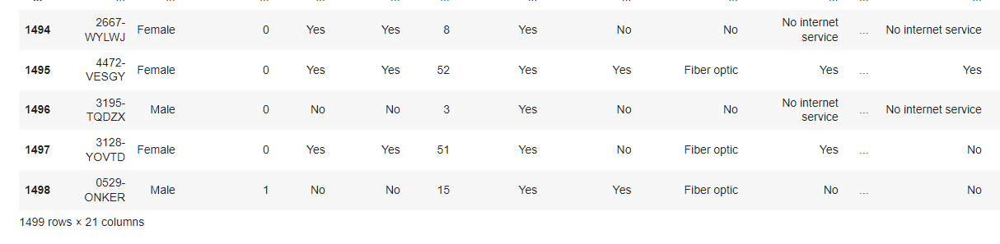 1494 2667-WYLWJ Female 0 Yes Yes 8 Yes No No No internet service ... No internet service
1495 4472-VESGY Female 0 Yes Yes 52 Yes Yes Fiber optic Yes ... Yes
1496 3195-TQDZX Male 0 No No 3 Yes No No No internet service ... No internet service
1497 3128-YOVTD Female 0 Yes Yes 51 Yes No Fiber optic Yes ... No
1498 0529-ONKER Male 1 No No 15 Yes Yes Fiber optic No ... No
1499 rows × 21 columns